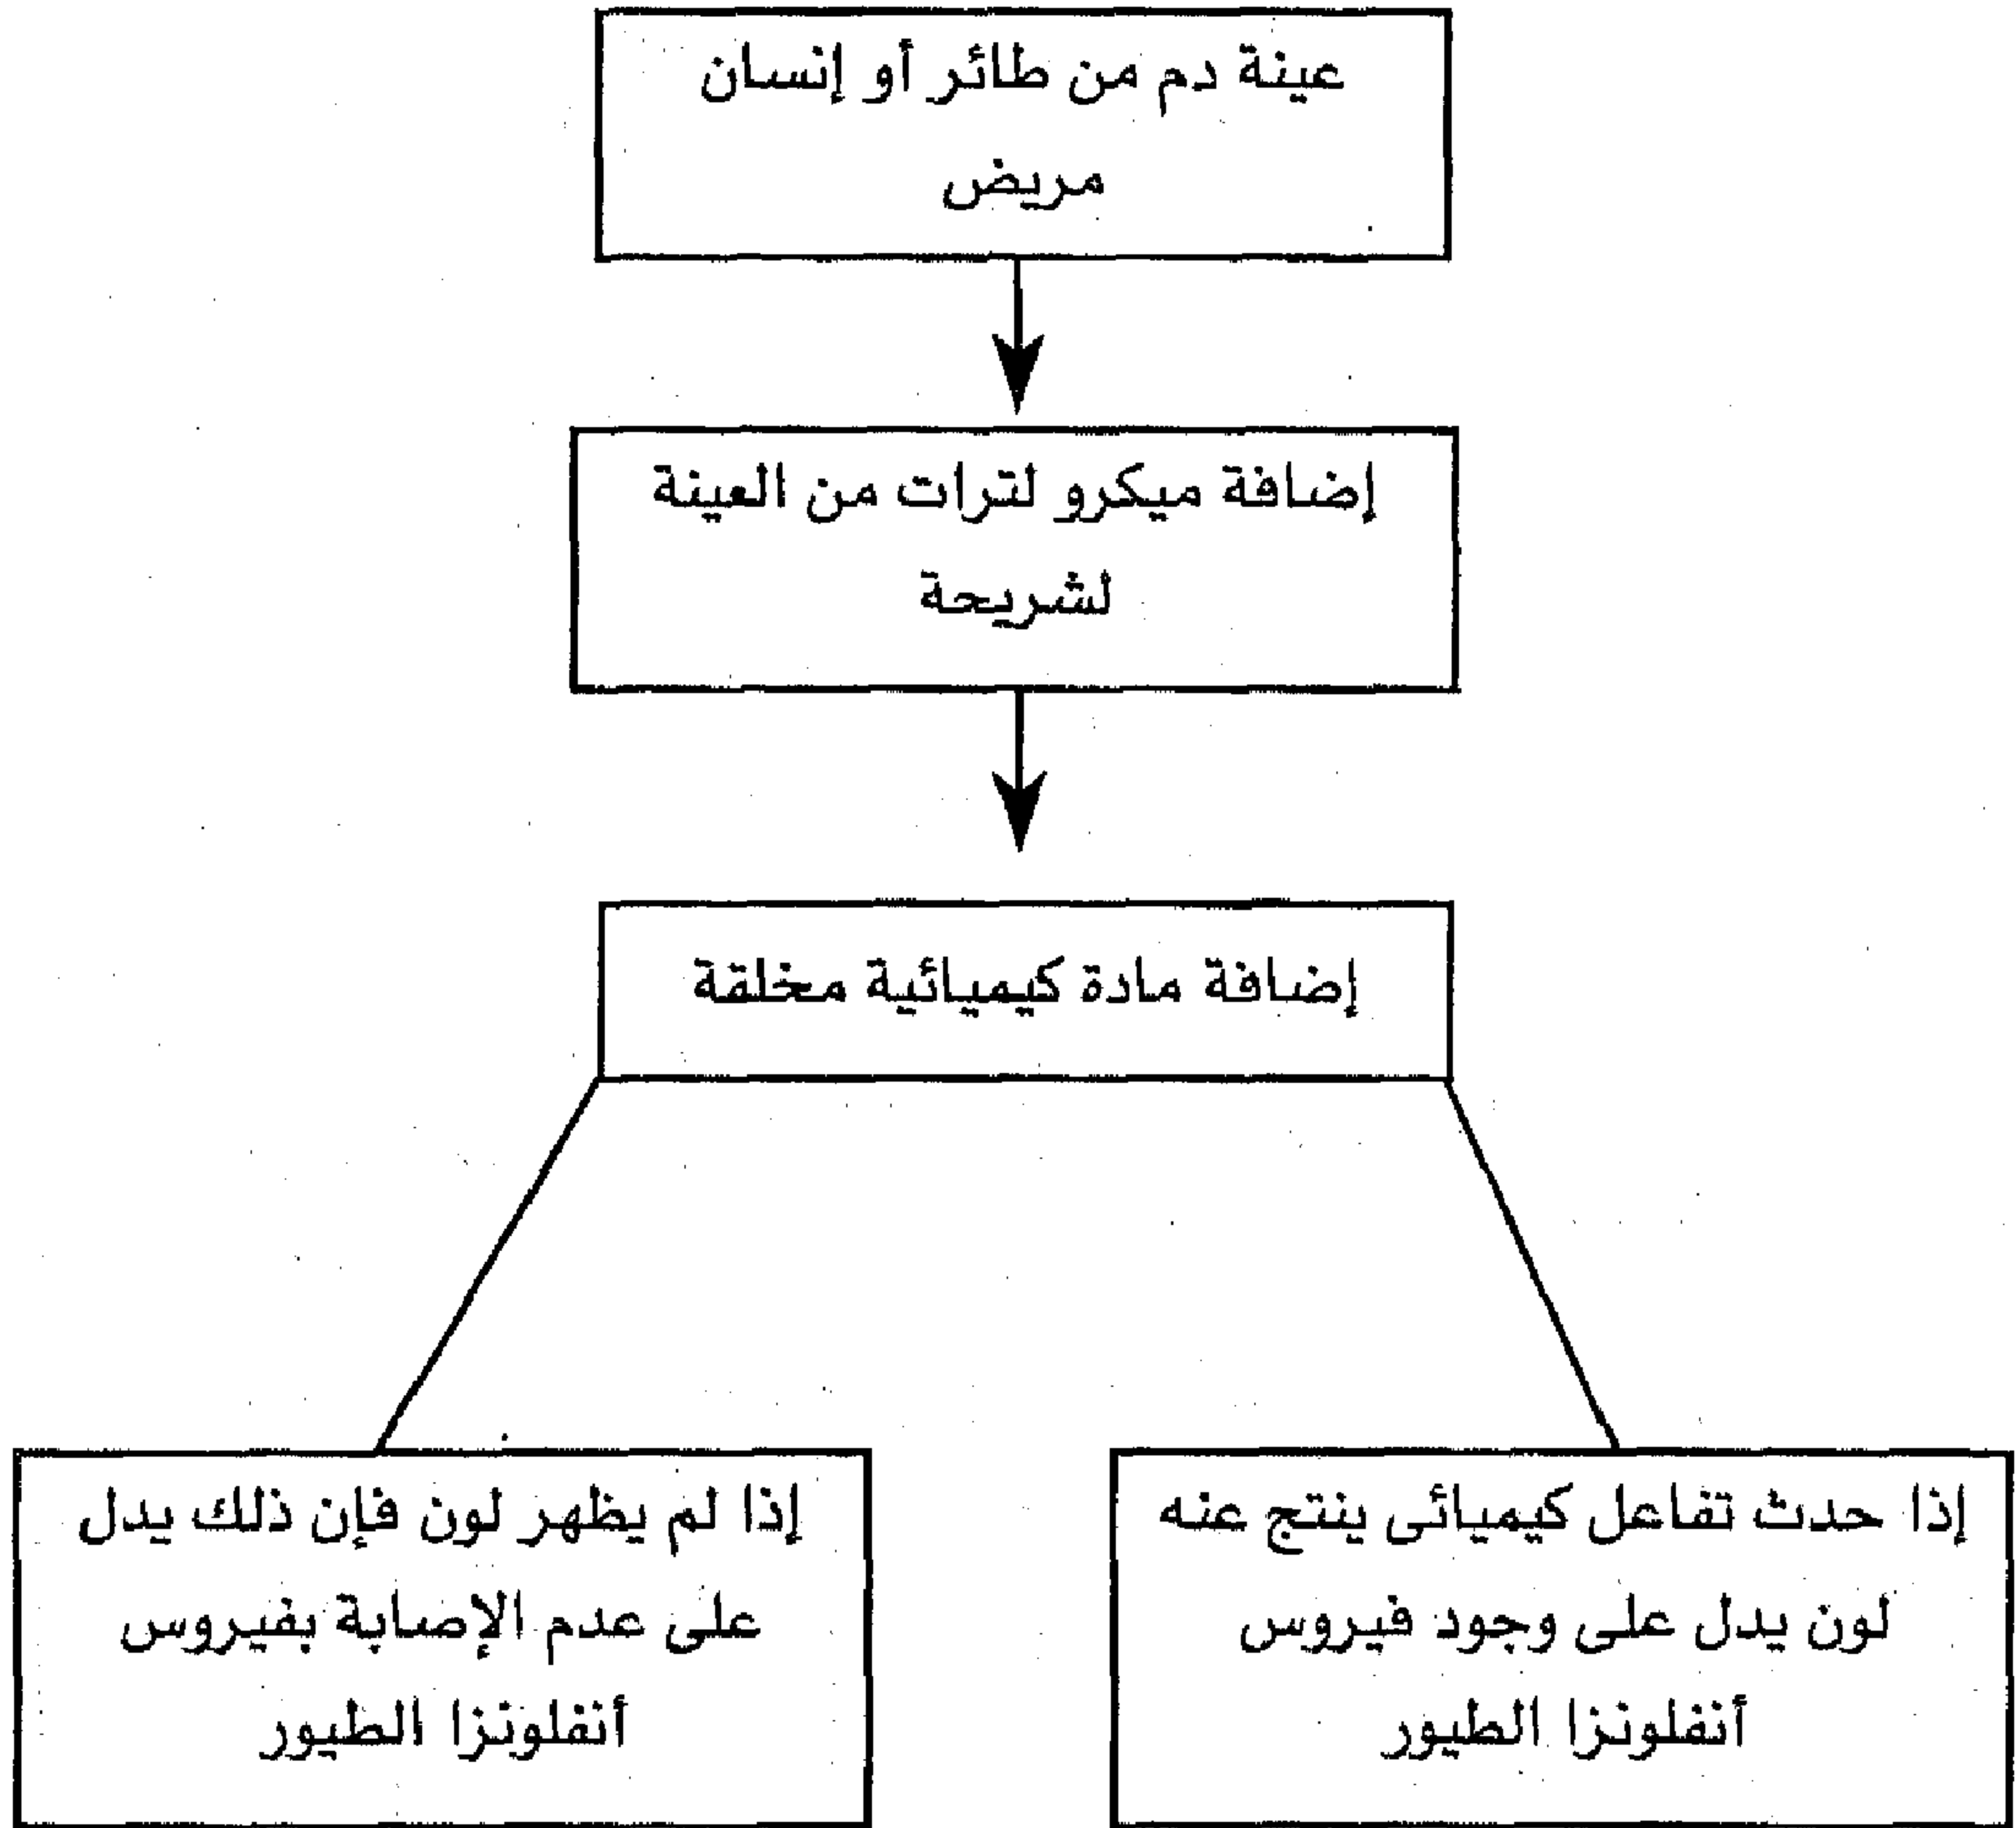 عينة دم من طائر أو إنسان
مريض
إضافة ميكرو لترات من العينة
لشريحة
إضافة مادة كيميائية مخلقة
إذا حدث تفاعل كيميائى ينتج عنه
لون يدل على وجود فيروس
أنفلونزا الطيور
إذا لم يظهر لون فإن ذلك يدل
على عدم الإصابة بفيروس
أنفلونزا الطيور